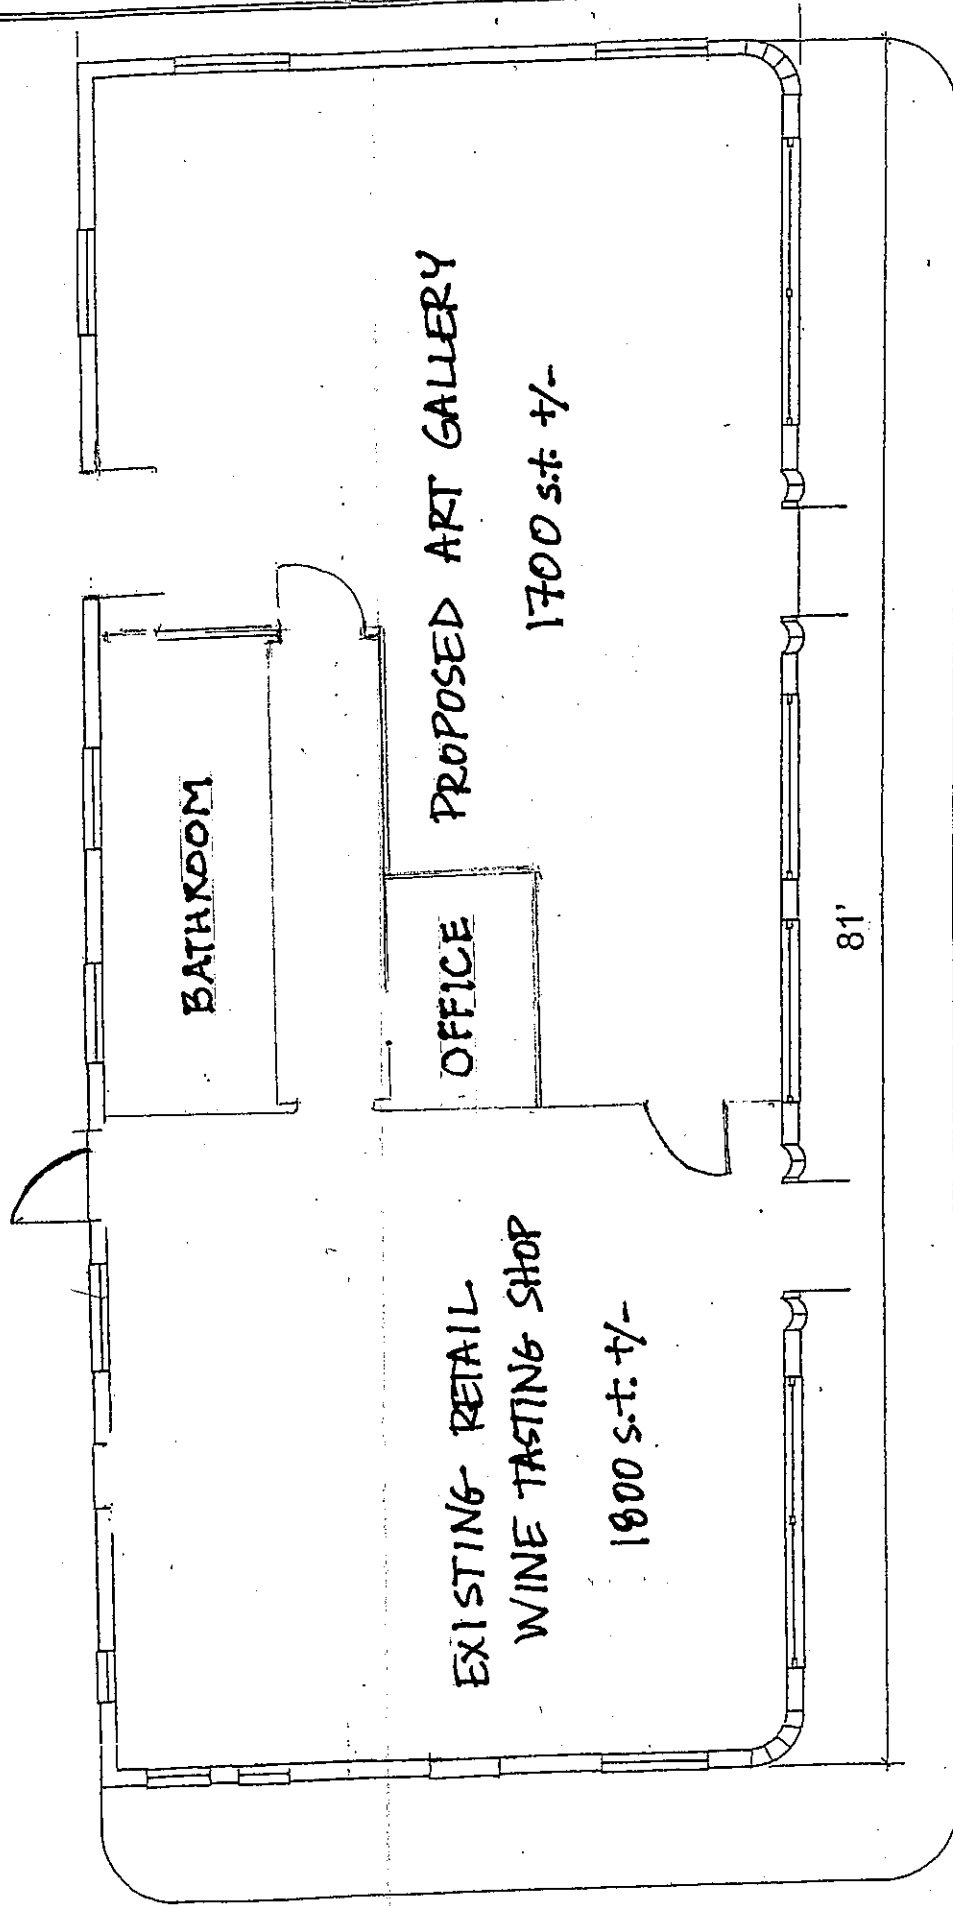 BATHROOM
OFFICE
PROPOSED ART GALLERY
1700 s.f. +/-
EXISTING RETAIL
WINE TASTING SHOP
1800 s.f. +/-
81'